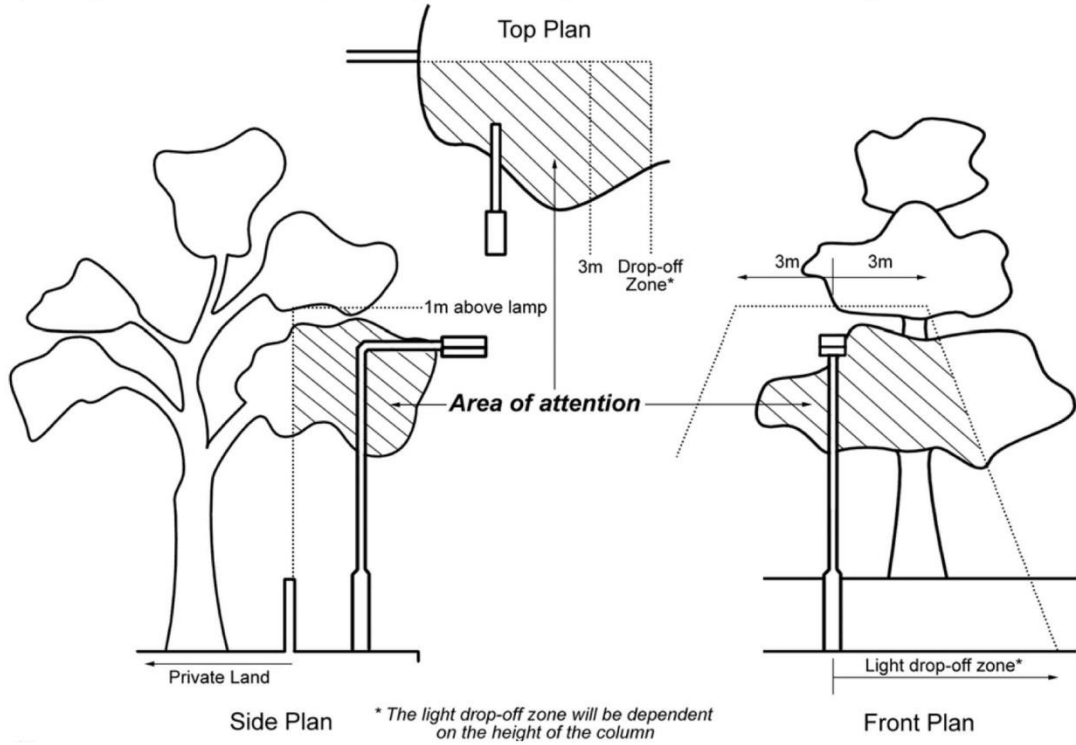 Top Plan
3m
Drop-off
Zone*
3m
3m
1m above lamp
Area of attention
Private Land
Light drop-off zone*
Side Plan
* The light drop-off zone will be dependent
on the height of the column
Front Plan